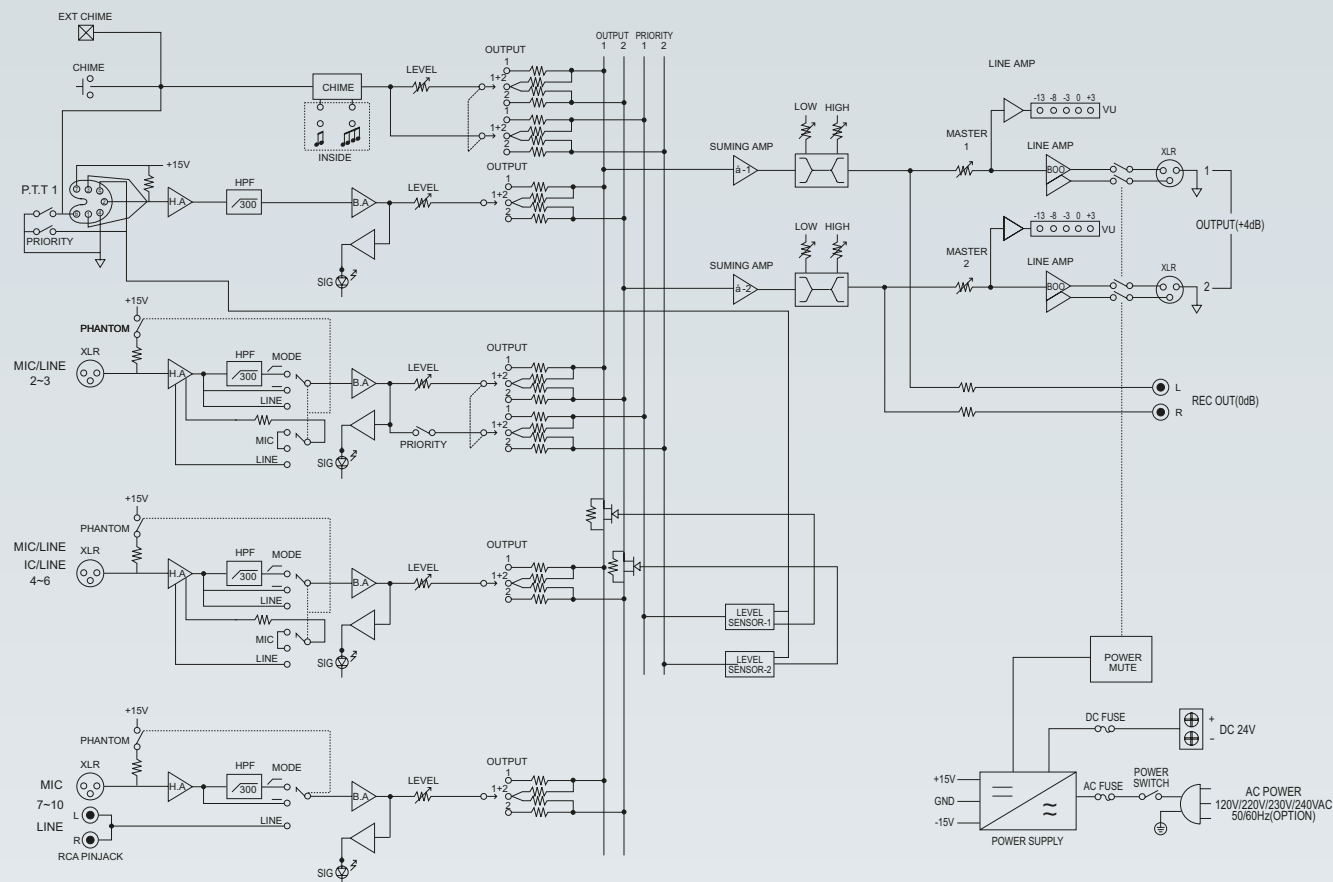 EXT CHIME
CHIME
CHIME
INSIDE
LEVEL
OUTPUT
1
1+2
2
1
1+2
2
OUTPUT PRIORITY
1 2 1 2
P.T.T 1
PRIORITY
+15V
H.A
HPF
300
B.A
SIG
LEVEL
OUTPUT
1
1+2
2
SUMING AMP
à-1
LOW HIGH
MASTER
1
LINE AMP
-13 -8 -3 0 +3
VU
LINE AMP
BOO
XLR
1
SUMING AMP
à-2
LOW HIGH
MASTER
2
-13 -8 -3 0 +3
VU
LINE AMP
BOO
XLR
2
OUTPUT(+4dB)
L
R
REC OUT(0dB)
+15V
PHANTOM
XLR
MIC/LINE
2~3
H.A
HPF
300
MODE
LINE
MIC
LINE
B.A
SIG
LEVEL
PRIORITY
OUTPUT
1
1+2
2
1
1+2
2
+15V
PHANTOM
XLR
MIC/LINE
IC/LINE
4~6
H.A
HPF
300
MODE
LINE
MIC
LINE
B.A
SIG
LEVEL
OUTPUT
1
1+2
2
LEVEL
SENSOR-1
LEVEL
SENSOR-2
+15V
PHANTOM
XLR
MIC
7~10
L
LINE
R
RCA PINJACK
H.A
HPF
300
MODE
LINE
B.A
SIG
LEVEL
OUTPUT
1
1+2
2
POWER
MUTE
DC FUSE
+
-
DC 24V
+15V
GND
-15V
POWER SUPPLY
AC FUSE
POWER
SWITCH
AC POWER
120V/220V/230V/240VAC
50/60Hz(OPTION)